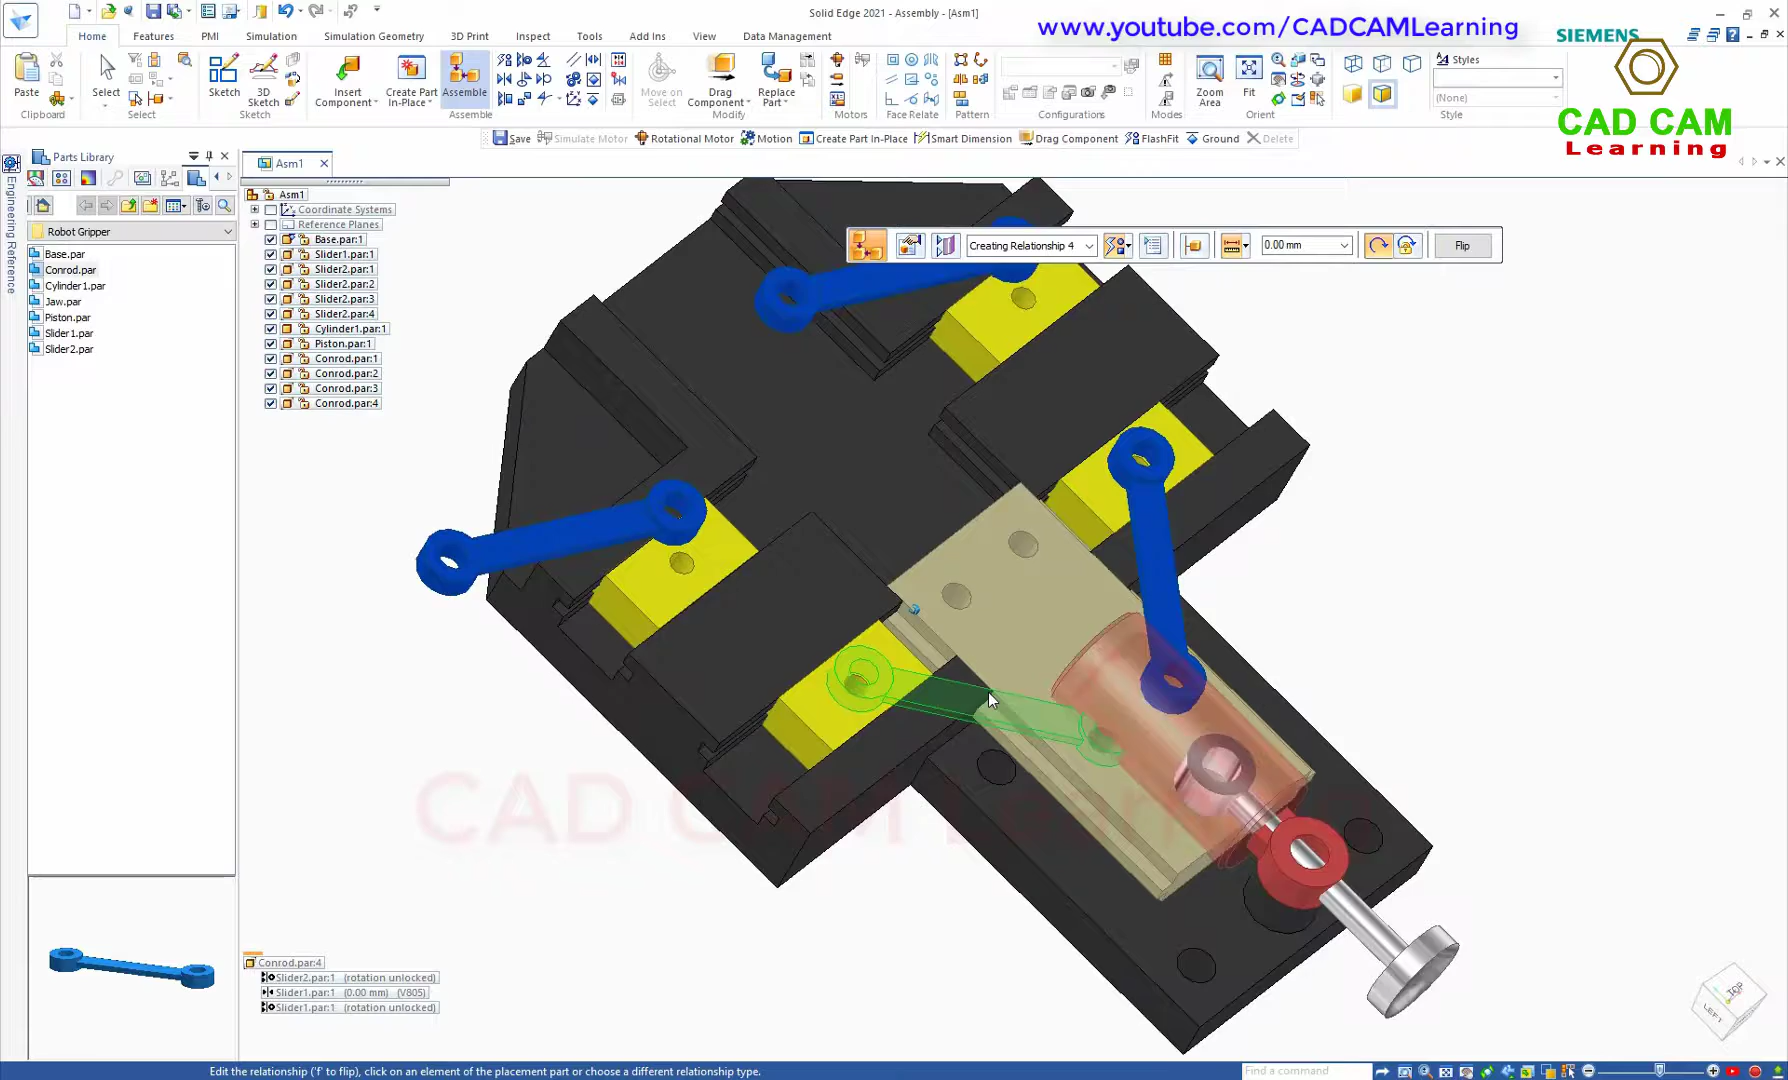 Solid Edge 2021 - Assembly - [Asm1]
www.youtube.com/CADCAMLearning
SIEMENS
Home
Features
PMI
Simulation
Simulation Geometry
3D Print
Inspect
Tools
Add Ins
View
Data Management
Paste
Select
Sketch
3D Sketch
Insert Component
Create Part In-Place
Assemble
Move on Select
Drag Component
Replace Part
Zoom Area
Fit
Styles
(None)
Clipboard
Select
Sketch
Assemble
Modify
Motors
Face Relate
Pattern
Configurations
Orient
Style
CAD CAM
Learning
Save
Simulate Motor
Rotational Motor
Motion
Create Part In-Place
Smart Dimension
Drag Component
FlashFit
Ground
Delete
Parts Library
Asm1
Engineering Reference
Robot Gripper
Base.par
Conrod.par
Cylinder1.par
Jaw.par
Piston.par
Slider1.par
Slider2.par
Asm1
Coordinate Systems
Reference Planes
Base.par:1
Slider1.par:1
Slider2.par:1
Slider2.par:2
Slider2.par:3
Slider2.par:4
Cylinder1.par:1
Piston.par:1
Conrod.par:1
Conrod.par:2
Conrod.par:3
Conrod.par:4
Creating Relationship 4
0.00 mm
Flip
CAD CAM Learning
Conrod.par:4
Slider2.par:1 (rotation unlocked)
Slider1.par:1 (0.00 mm) (V805)
Slider1.par:1 (rotation unlocked)
TOP
LEFT
Edit the relationship ('f' to flip), click on an element of the placement part or choose a different relationship type.
Find a command